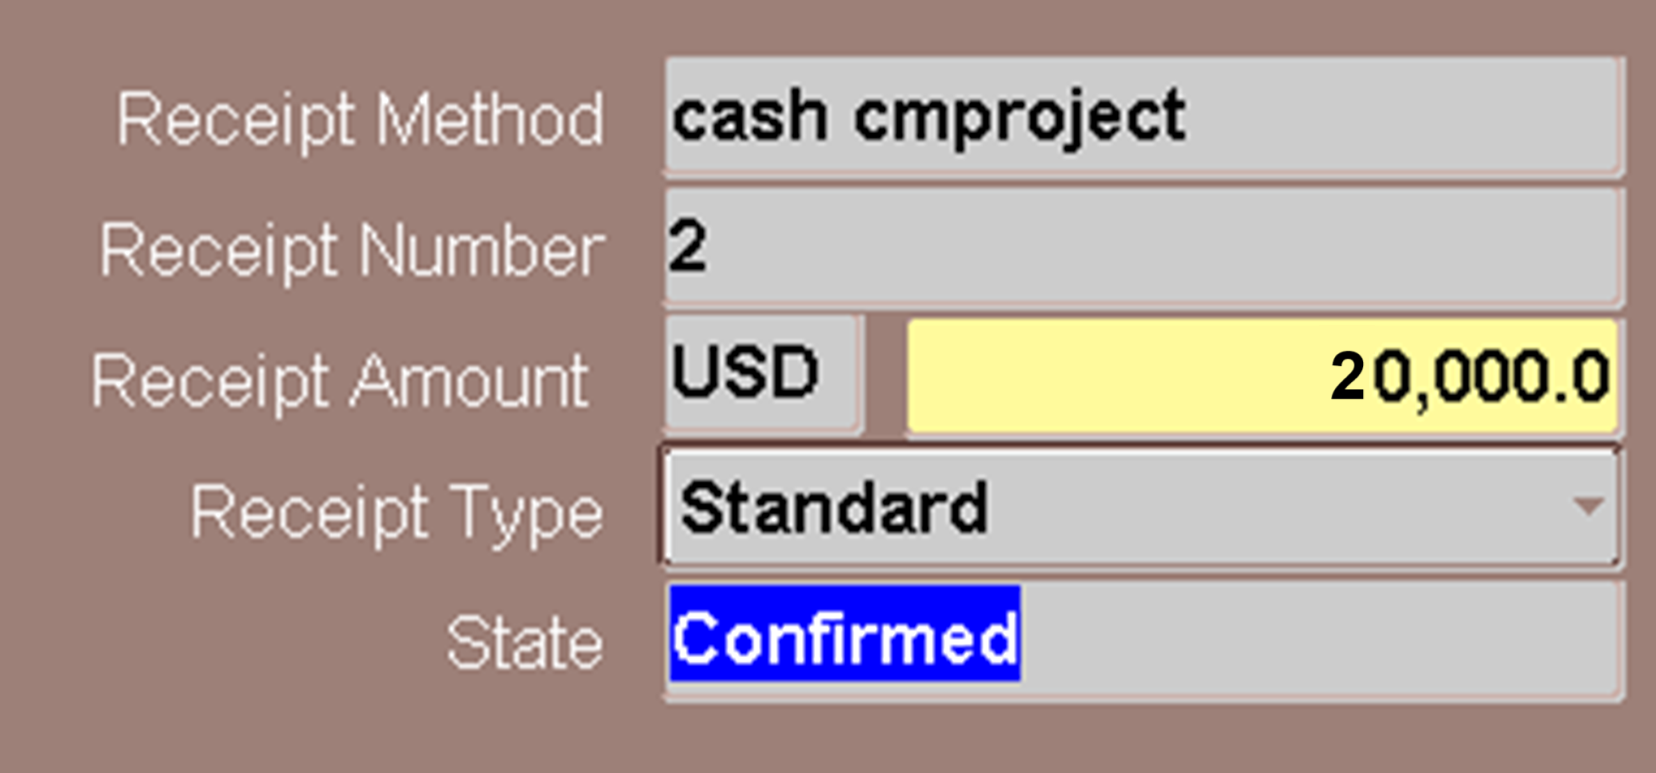 Receipt Method cash cmproject
Receipt Number 2
Receipt Amount USD 20,000.0
Receipt Type Standard
State Confirmed